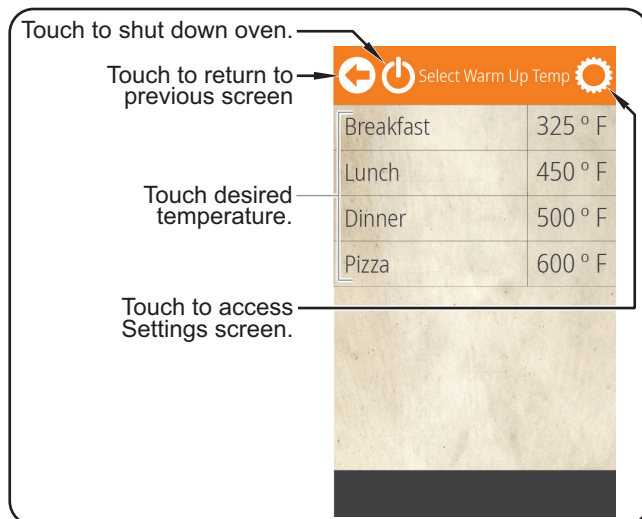 Touch to shut down oven.
Touch to return to
previous screen
Select Warm Up Temp
Breakfast 325 º F
Lunch 450 º F
Dinner 500 º F
Pizza 600 º F
Touch desired
temperature.
Touch to access
Settings screen.